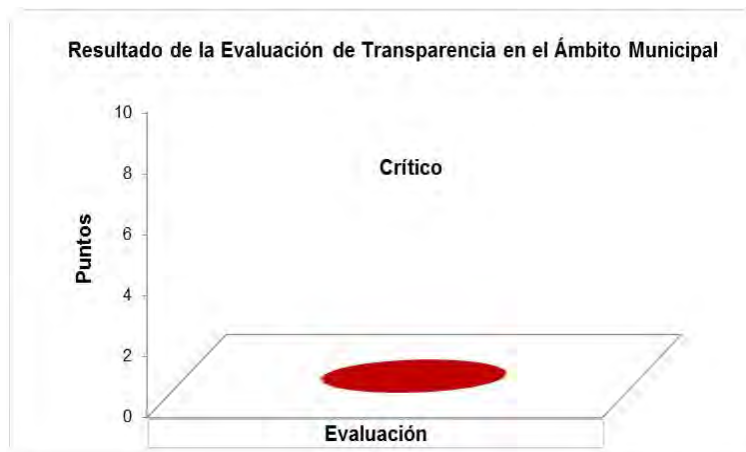 Resultado de la Evaluación de Transparencia en el Ámbito Municipal
10
Crítico
8
6
Puntos
4
2
0
Evaluación